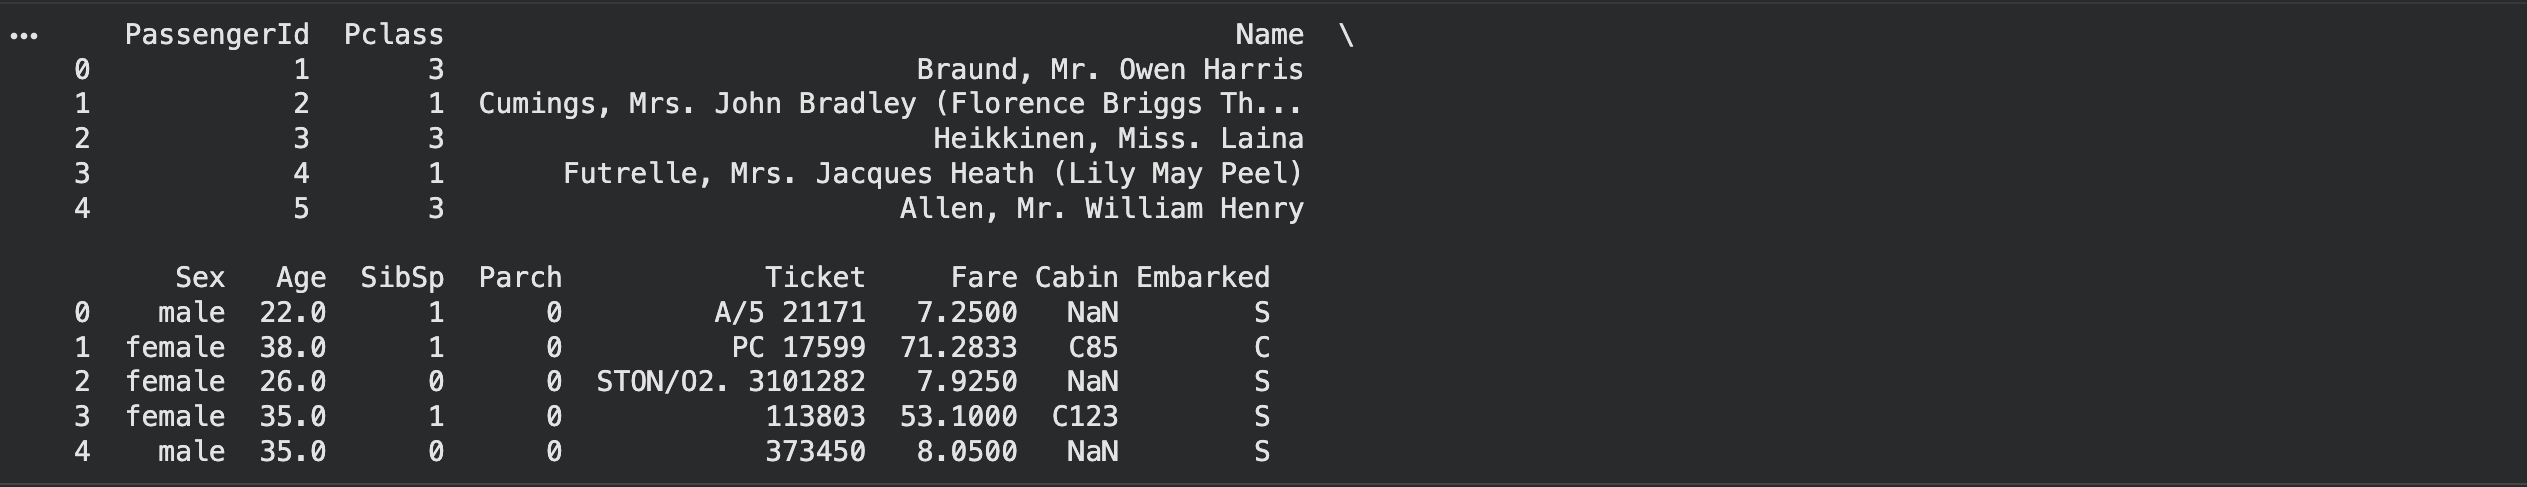 PassengerId  Pclass                                               Name  \
0            1       3                            Braund, Mr. Owen Harris
1            2       1  Cumings, Mrs. John Bradley (Florence Briggs Th...
2            3       3                             Heikkinen, Miss. Laina
3            4       1       Futrelle, Mrs. Jacques Heath (Lily May Peel)
4            5       3                           Allen, Mr. William Henry
Sex   Age  SibSp  Parch            Ticket     Fare Cabin Embarked
0    male  22.0      1      0         A/5 21171   7.2500   NaN        S
1  female  38.0      1      0          PC 17599  71.2833   C85        C
2  female  26.0      0      0  STON/O2. 3101282   7.9250   NaN        S
3  female  35.0      1      0            113803  53.1000  C123        S
4    male  35.0      0      0            373450   8.0500   NaN        S